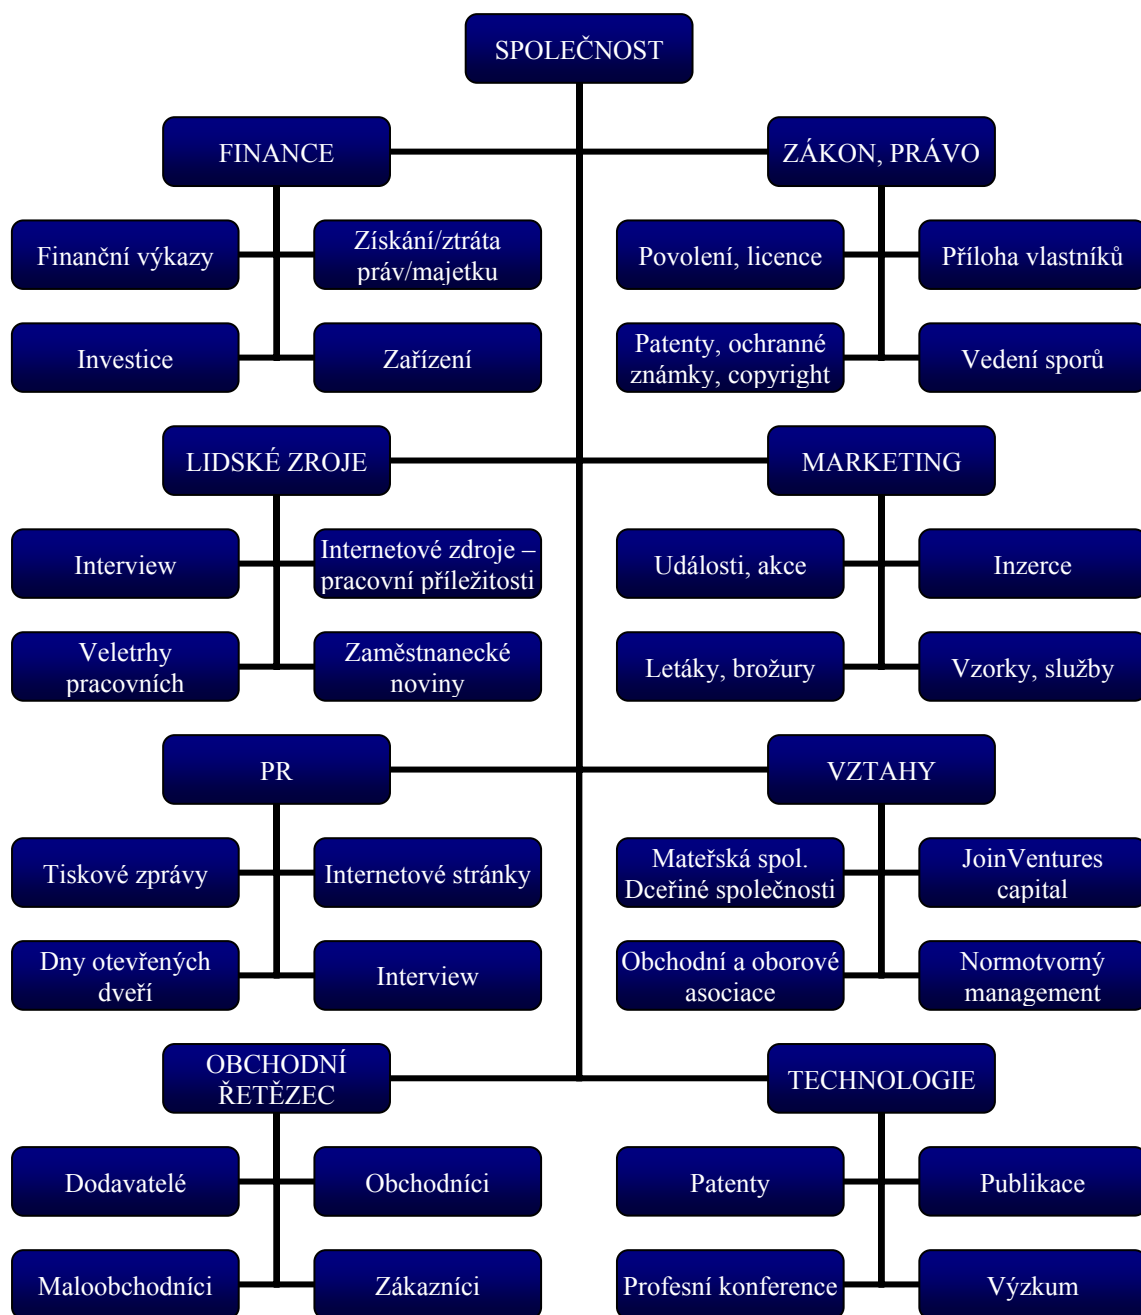 SPOLEČNOST
FINANCE
ZÁKON, PRÁVO
Finanční výkazy
Získání/ztráta
práv/majetku
Povolení, licence
Příloha vlastníků
Investice
Zařízení
Patenty, ochranné
známky, copyright
Vedení sporů
LIDSKÉ ZROJE
MARKETING
Interview
Internetové zdroje –
pracovní příležitosti
Události, akce
Inzerce
Veletrhy
pracovních
Zaměstnanecké
noviny
Letáky, brožury
Vzorky, služby
PR
VZTAHY
Tiskové zprávy
Internetové stránky
Mateřská spol.
Dceřiné společnosti
JoinVentures
capital
Dny otevřených
dveří
Interview
Obchodní a oborové
asociace
Normotvorný
management
OBCHODNÍ
ŘETĚZEC
TECHNOLOGIE
Dodavatelé
Obchodníci
Patenty
Publikace
Maloobchodníci
Zákazníci
Profesní konference
Výzkum